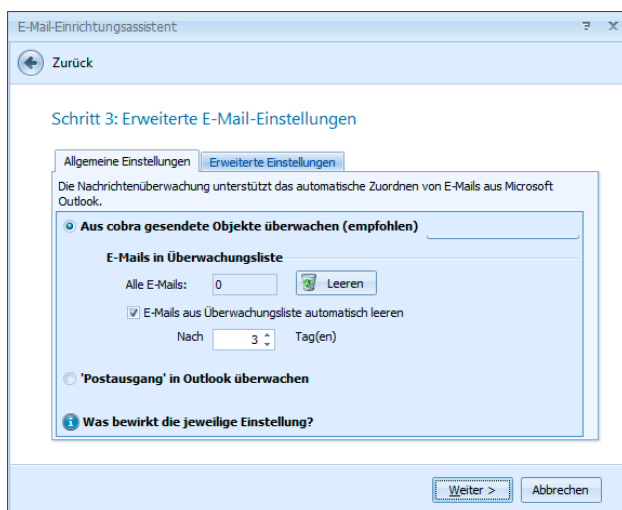 E-Mail-Einrichtungsassistent
Zurück
Schritt 3: Erweiterte E-Mail-Einstellungen
Allgemeine Einstellungen Erweiterte Einstellungen
Die Nachrichtenüberwachung unterstützt das automatische Zuordnen von E-Mails aus Microsoft
Outlook.
Aus cobra gesendete Objekte überwachen (empfohlen)
E-Mails in Überwachungsliste
Alle E-Mails: 0 Leeren
E-Mails aus Überwachungsliste automatisch leeren
Nach 3 Tag(en)
'Postausgang' in Outlook überwachen
Was bewirkt die jeweilige Einstellung?
Weiter > Abbrechen